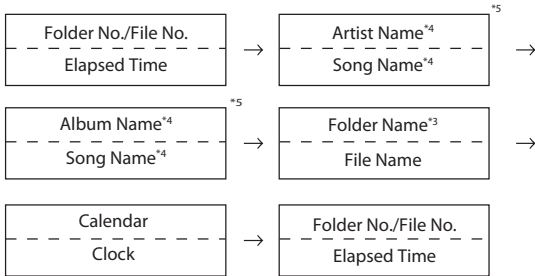 Folder No./File No.
Elapsed Time
→
*5
Artist Name*4
Song Name*4
→
*5
Album Name*4
Song Name*4
→
Folder Name*3
File Name
→
Calendar
Clock
→
Folder No./File No.
Elapsed Time